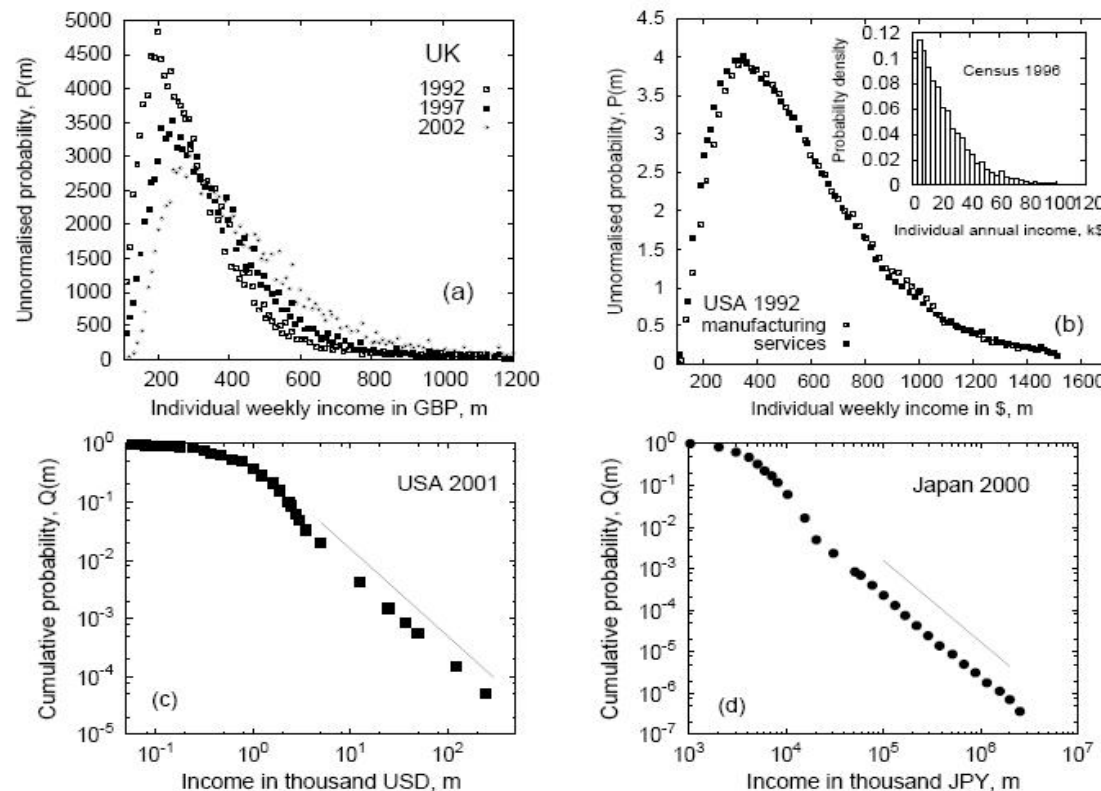 5000
4500
4000
3500
3000
2500
2000
1500
1000
500
0
Unnormalised probability, P(m)
UK
1992
1997
2002
(a)
200 400 600 800 1000 1200
Individual weekly income in GBP, m
4.5
4
3.5
3
2.5
2
1.5
1
0.5
0
Unnormalised probability, P(m)
0.12
0.1
0.08
0.06
0.04
0.02
0
Probability density
Census 1996
0 20 40 60 80 100 120
Individual annual income, k$
USA 1992
manufacturing
services
(b)
200 400 600 800 1000 1200 1400 1600
Individual weekly income in $, m
10⁰
10⁻¹
10⁻²
10⁻³
10⁻⁴
10⁻⁵
Cumulative probability, Q(m)
USA 2001
(c)
10⁻¹ 10⁰ 10¹ 10²
Income in thousand USD, m
10⁰
10⁻¹
10⁻²
10⁻³
10⁻⁴
10⁻⁵
10⁻⁶
10⁻⁷
Cumulative probability, Q(m)
Japan 2000
(d)
10³ 10⁴ 10⁵ 10⁶ 10⁷
Income in thousand JPY, m